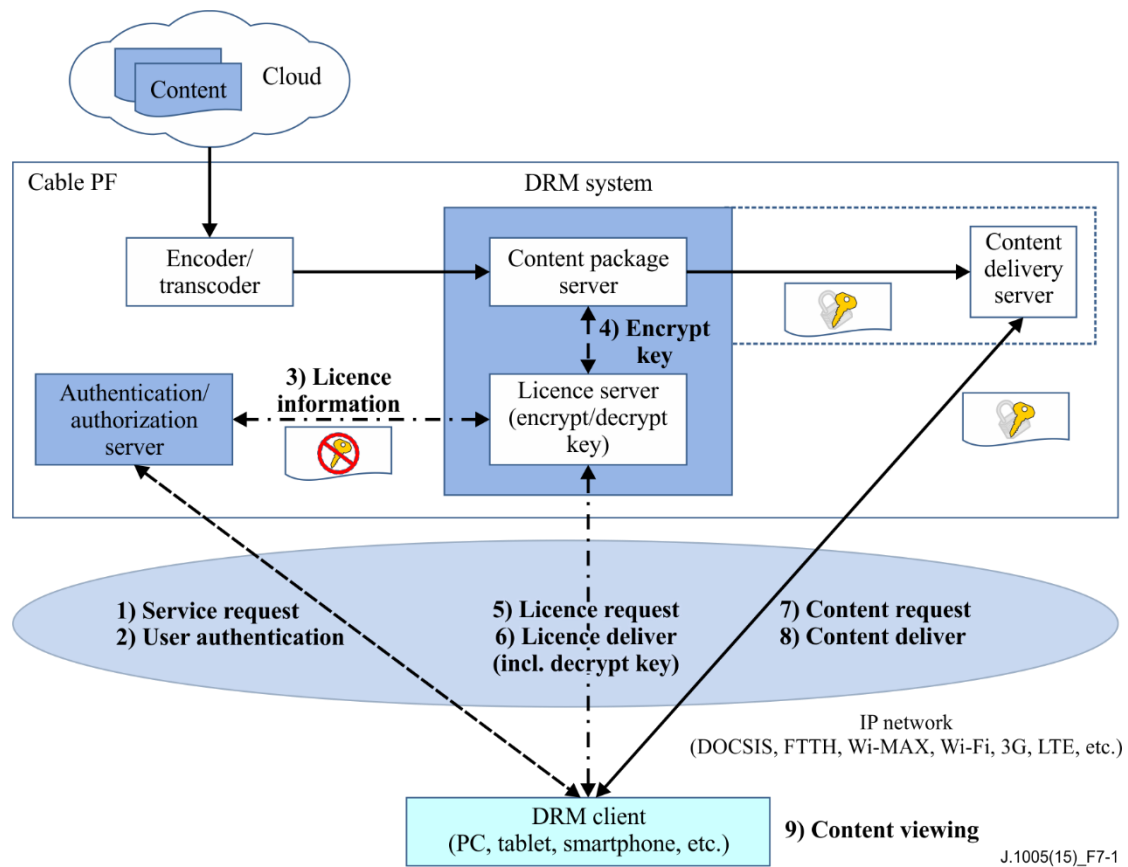 Content
Cloud
Cable PF
DRM system
Encoder/
transcoder
Content package
server
Content
delivery
server
4) Encrypt
key
3) Licence
information
Authentication/
authorization
server
Licence server
(encrypt/decrypt
key)
1) Service request
2) User authentication
5) Licence request
6) Licence deliver
(incl. decrypt key)
7) Content request
8) Content deliver
IP network
(DOCSIS, FTTH, Wi-MAX, Wi-Fi, 3G, LTE, etc.)
DRM client
(PC, tablet, smartphone, etc.)
9) Content viewing
J.1005(15)_F7-1